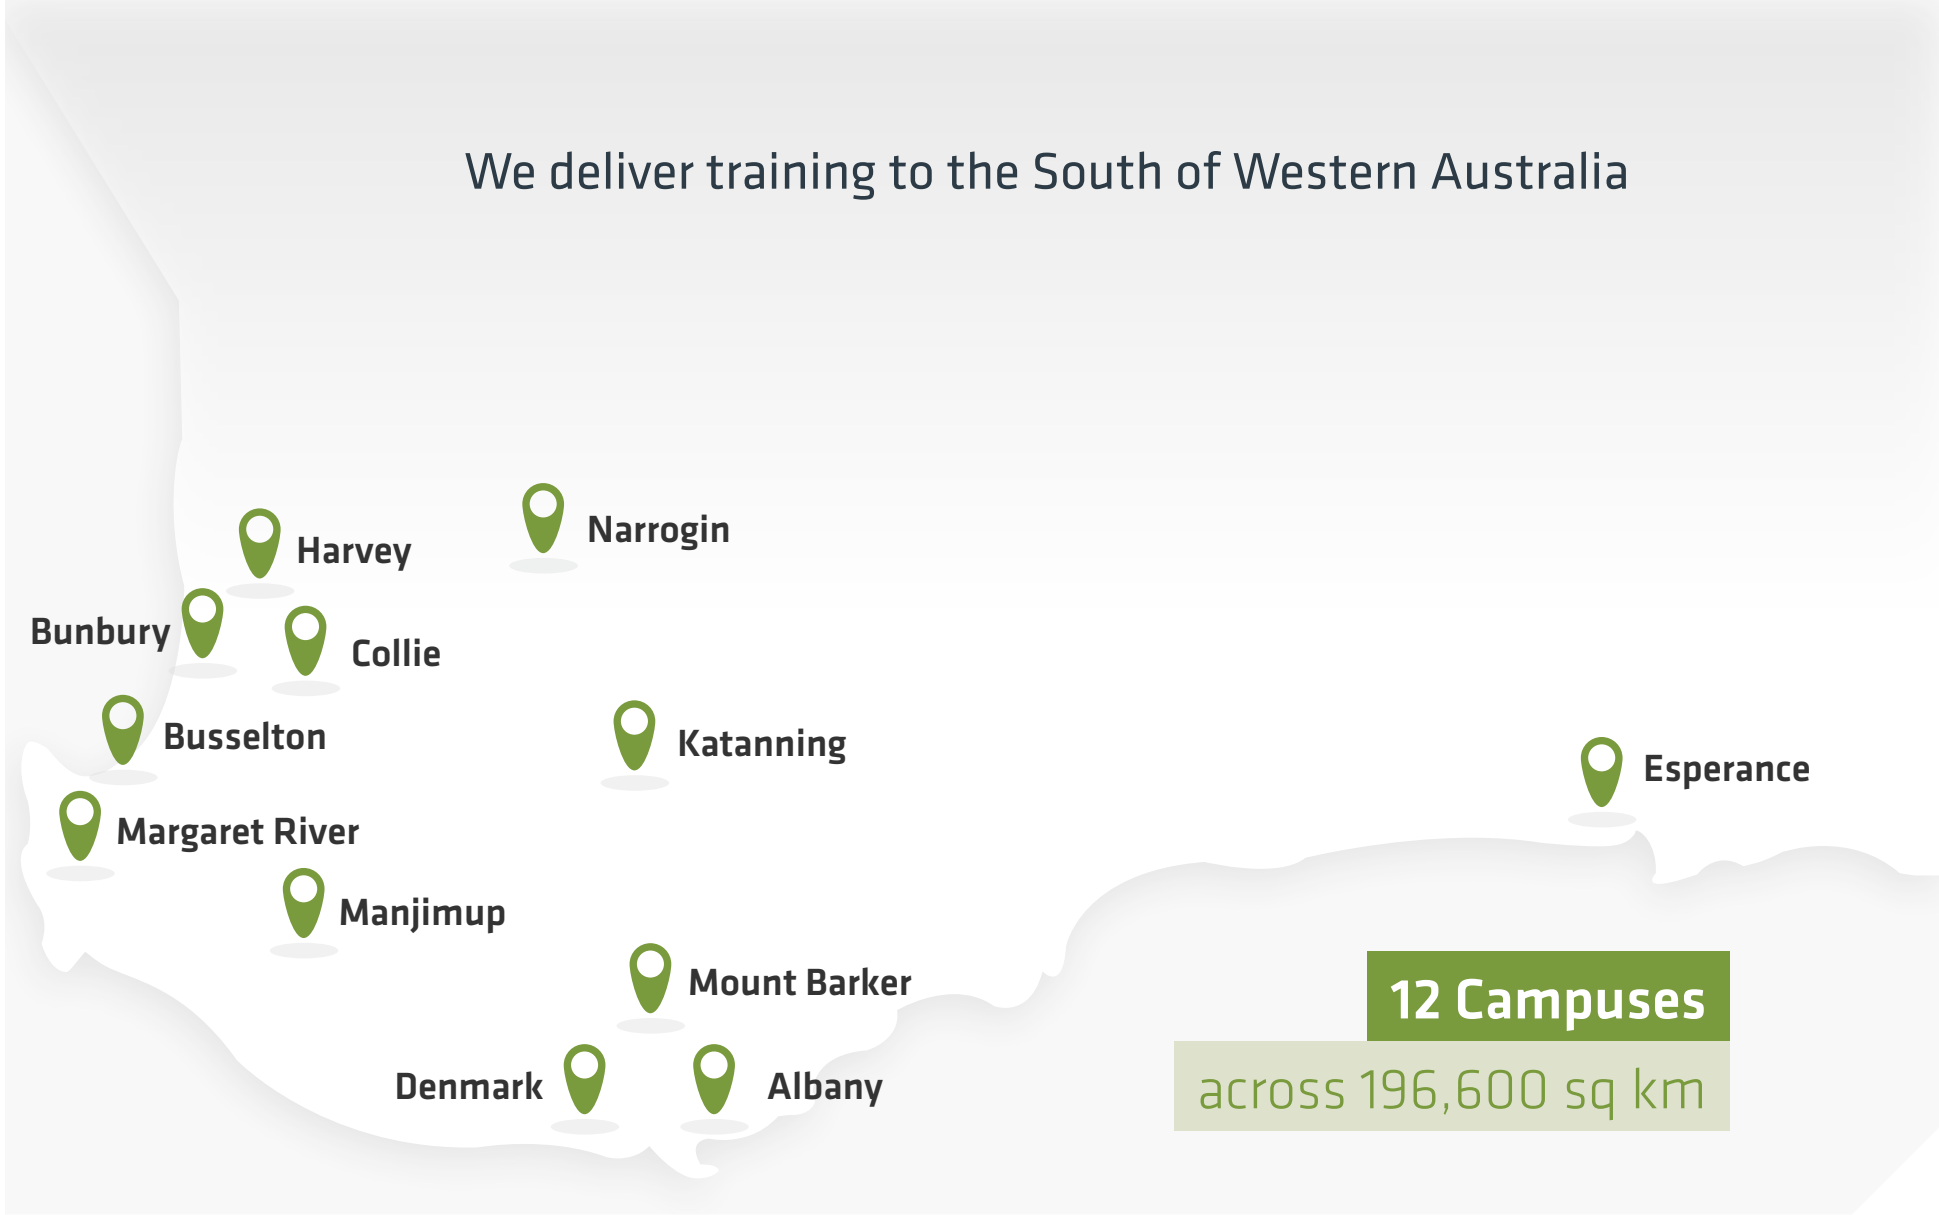 We deliver training to the South of Western Australia
Narrogin
Harvey
Bunbury
Collie
Busselton
Katanning
Esperance
Margaret River
Manjimup
Mount Barker
12 Campuses
Denmark
Albany
across 196,600 sq km